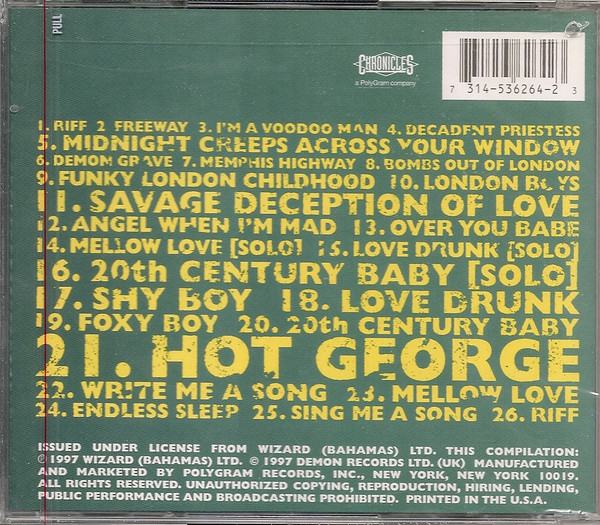 PULL
CHRONICLES
a PolyGram company
7 314-536264-2 3
1. RIFF 2 FREEWAY 3. I'M A VOODOO MAN 4. DECADENT PRIESTESS
5. MIDNIGHT CREEPS ACROSS YOUR WINDOW
6. DEMON GRAVE 7. MEMPHIS HIGHWAY 8. BOMBS OUT OF LONDON
9. FUNKY LONDON CHILDHOOD 10. LONDON BOYS
11. SAVAGE DECEPTION OF LOVE
12. ANGEL WHEN I'M MAD 13. OVER YOU BABE
14. MELLOW LOVE [SOLO] 15. LOVE DRUNK [SOLO]
16. 20th CENTURY BABY [SOLO]
17. SHY BOY 18. LOVE DRUNK
19. FOXY BOY 20. 20th CENTURY BABY
21. HOT GEORGE
22. WRITE ME A SONG 23. MELLOW LOVE
24. ENDLESS SLEEP 25. SING ME A SONG 26. RIFF
ISSUED UNDER LICENSE FROM WIZARD (BAHAMAS) LTD. THIS COMPILATION:
℗ 1997 WIZARD (BAHAMAS) LTD. © 1997 DEMON RECORDS LTD. (UK) MANUFACTURED
AND MARKETED BY POLYGRAM RECORDS, INC., NEW YORK, NEW YORK 10019.
ALL RIGHTS RESERVED. UNAUTHORIZED COPYING, REPRODUCTION, HIRING, LENDING,
PUBLIC PERFORMANCE AND BROADCASTING PROHIBITED. PRINTED IN THE U.S.A.